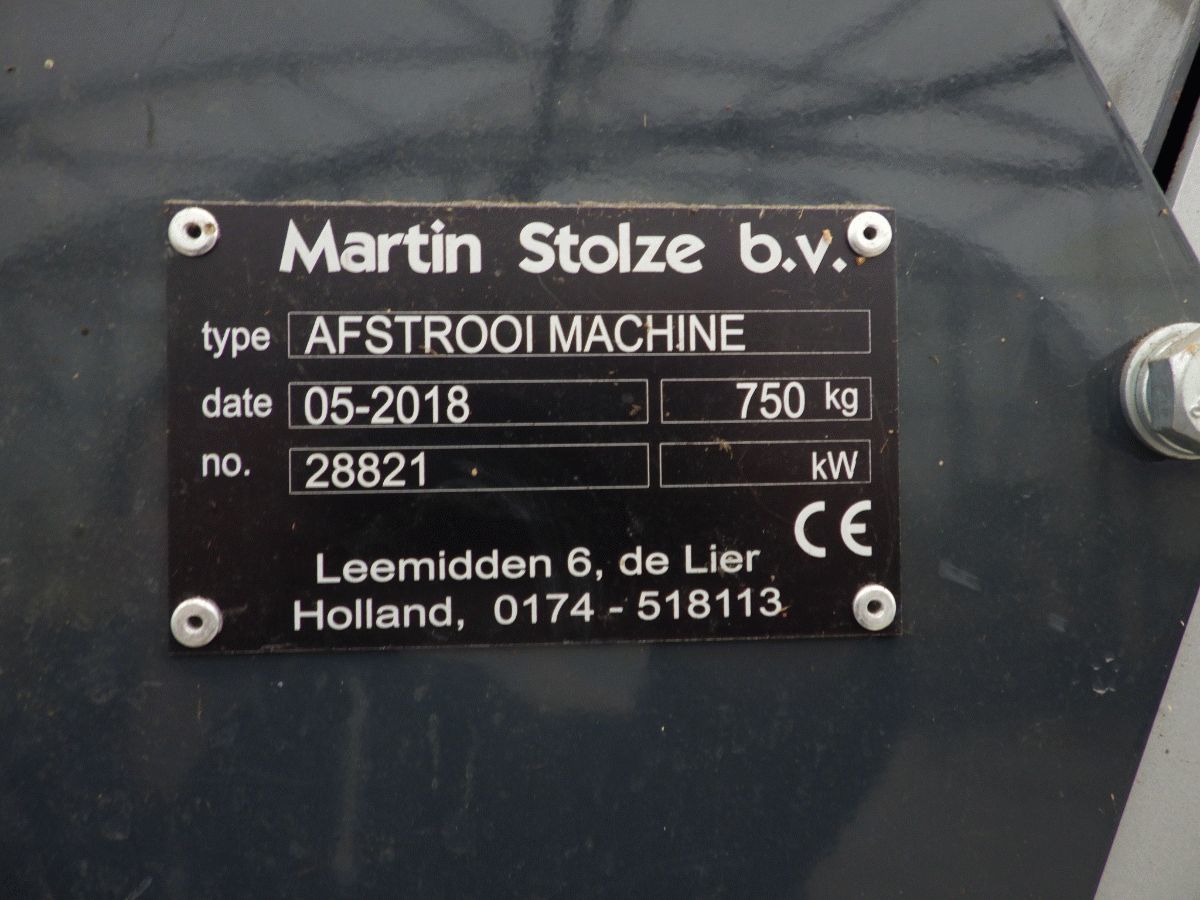 Martin Stolze b.v.
type AFSTROOI MACHINE
date 05-2018 750 kg
no. 28821 kW
CE
Leemidden 6, de Lier
Holland, 0174 - 518113